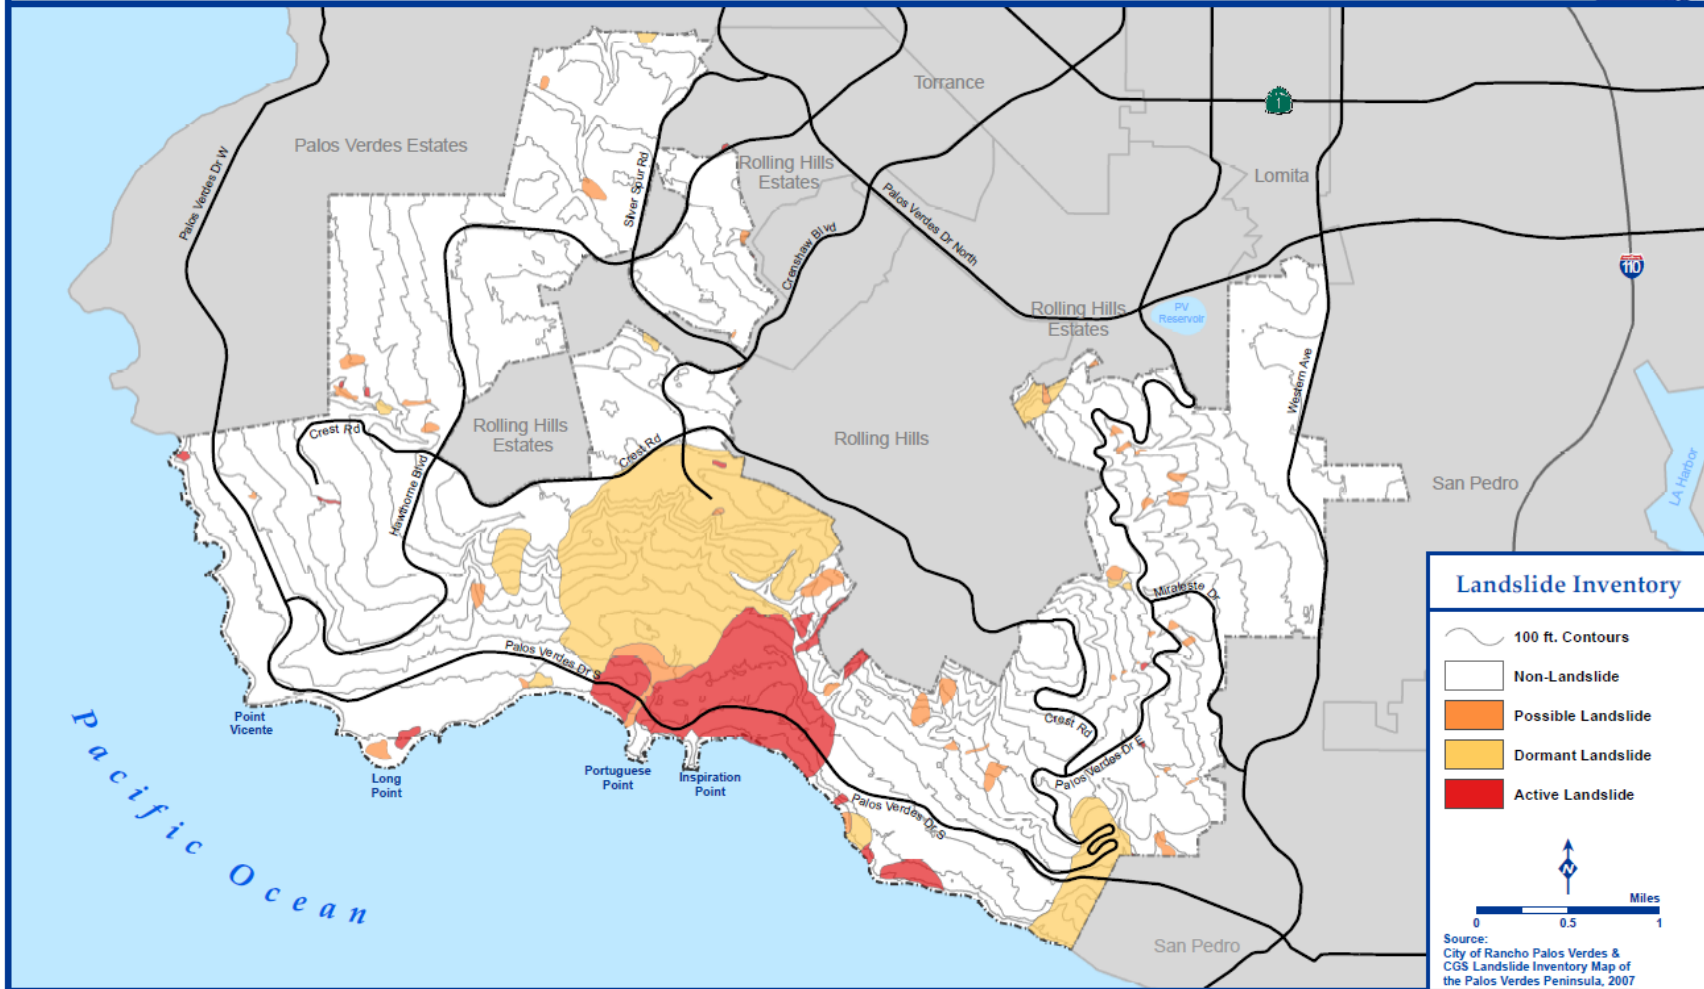 Torrance
1
Palos Verdes Estates
Palos Verdes Dr W
Silver Spur Rd
Rolling Hills
Estates
Lomita
Palos Verdes Dr North
Crenshaw Blvd
110
Rolling Hills
Estates
PV
Reservoir
Western Ave
Crest Rd
Rolling Hills
Estates
Crest Rd
Rolling Hills
Hawthorne Blvd
San Pedro
LA Harbor
Miraleste Dr
Palos Verdes Dr S
Point
Vicente
Crest Rd
Palos Verdes Dr E
Long
Point
Portuguese
Point
Inspiration
Point
Palos Verdes Dr S
Pacific Ocean
San Pedro
Landslide Inventory
100 ft. Contours
Non-Landslide
Possible Landslide
Dormant Landslide
Active Landslide
N
Miles
0 0.5 1
Source:
City of Rancho Palos Verdes &
CGS Landslide Inventory Map of
the Palos Verdes Peninsula, 2007